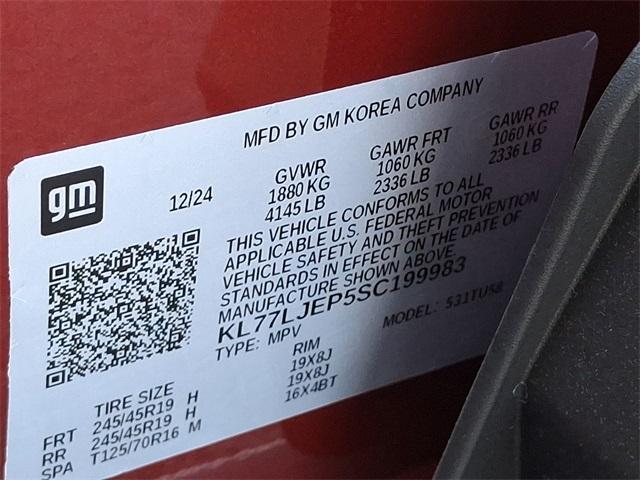 MFD BY GM KOREA COMPANY
gm
12/24
GVWR GAWR FRT GAWR RR
1880 KG 1060 KG 1060 KG
4145 LB 2336 LB 2336 LB
THIS VEHICLE CONFORMS TO ALL
APPLICABLE U.S. FEDERAL MOTOR
VEHICLE SAFETY AND THEFT PREVENTION
STANDARDS IN EFFECT ON THE DATE OF
MANUFACTURE SHOWN ABOVE
KL77LJEP5SC199983
TYPE: MPV MODEL: 531TU58
TIRE SIZE RIM
FRT 245/45R19 H 19X8J
RR 245/45R19 H 19X8J
SPA T125/70R16 M 16X4BT